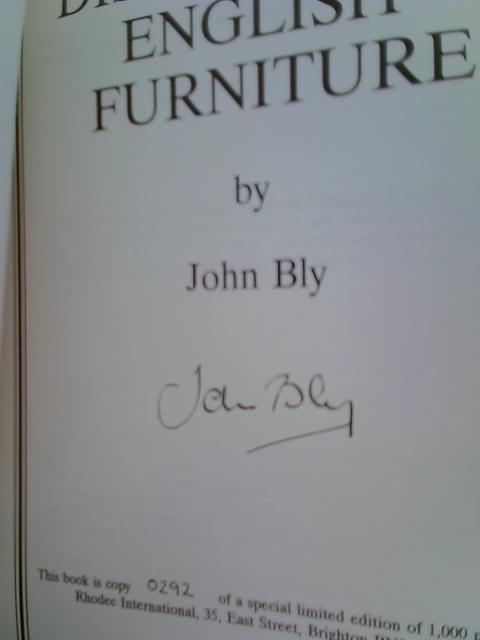 ENGLISH
FURNITURE
by
John Bly
John Bly
This book is copy 0292 of a special limited edition of 1,000
Rhodec International, 35, East Street, Brighton